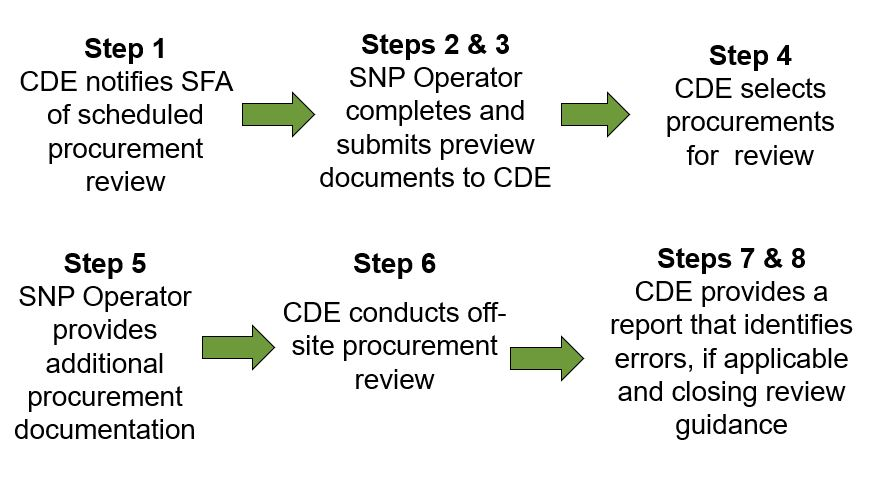 Step 1
CDE notifies SFA
of scheduled
procurement
review
Steps 2 & 3
SNP Operator
completes and
submits preview
documents to CDE
Step 4
CDE selects
procurements
for review
Step 5
SNP Operator
provides
additional
procurement
documentation
Step 6
CDE conducts off-
site procurement
review
Steps 7 & 8
CDE provides a
report that identifies
errors, if applicable
and closing review
guidance